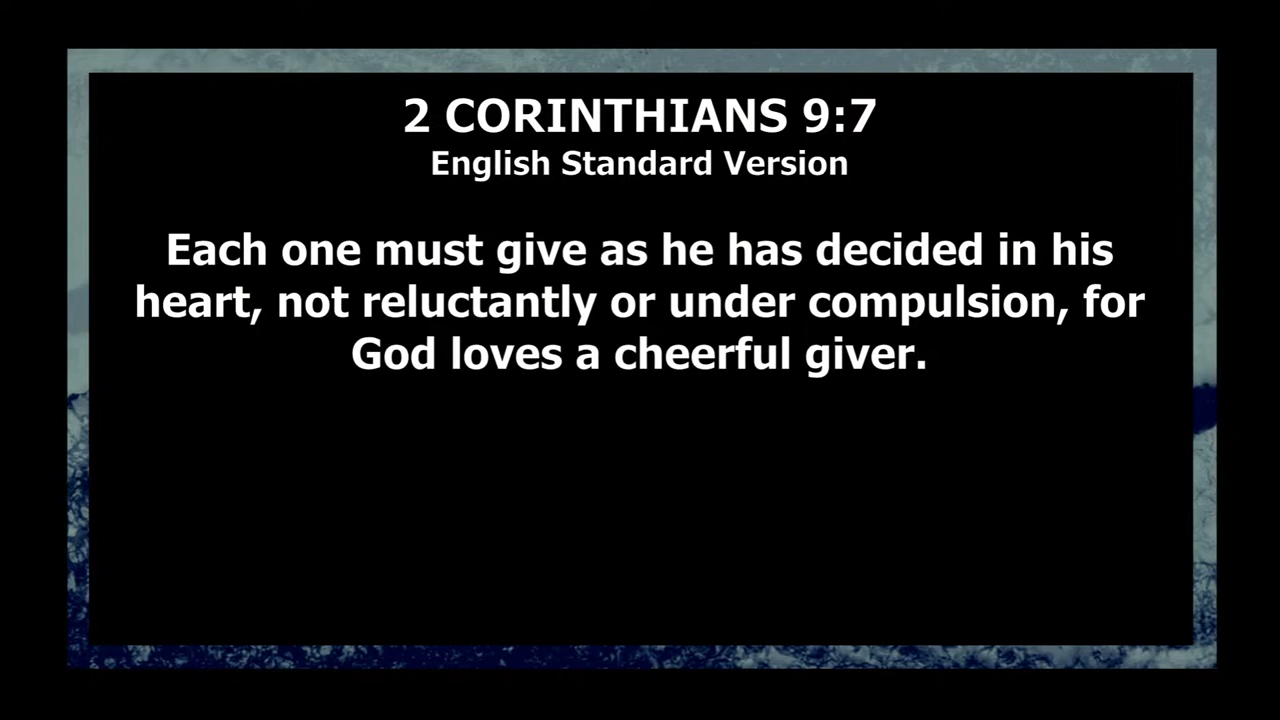 2 CORINTHIANS 9:7
English Standard Version
Each one must give as he has decided in his
heart, not reluctantly or under compulsion, for
God loves a cheerful giver.